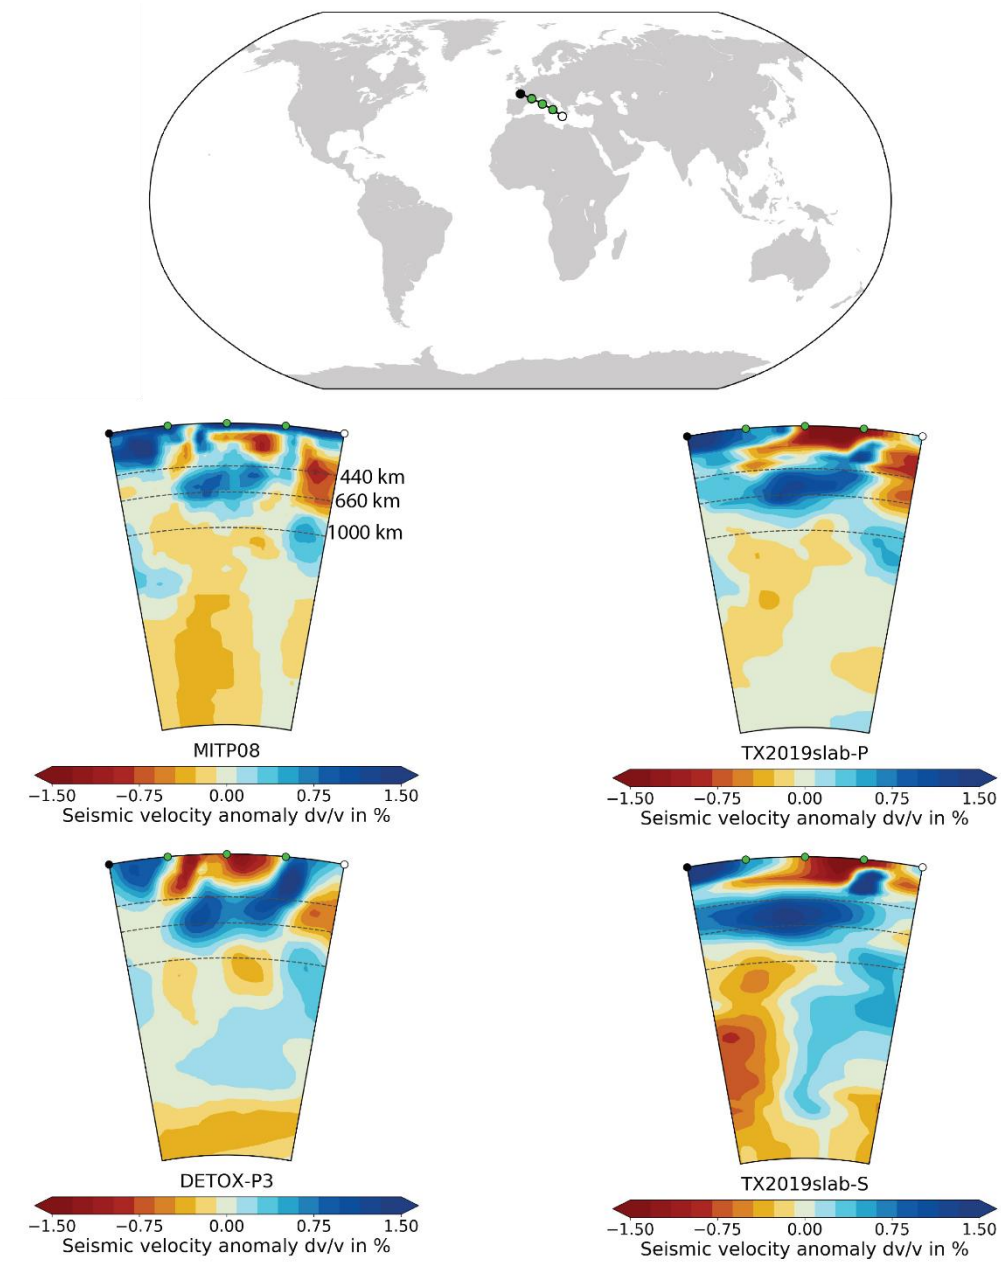 440 km
660 km
1000 km
MITP08
−1.50 −0.75 0.00 0.75 1.50
Seismic velocity anomaly dv/v in %
TX2019slab-P
−1.50 −0.75 0.00 0.75 1.50
Seismic velocity anomaly dv/v in %
DETOX-P3
−1.50 −0.75 0.00 0.75 1.50
Seismic velocity anomaly dv/v in %
TX2019slab-S
−1.50 −0.75 0.00 0.75 1.50
Seismic velocity anomaly dv/v in %